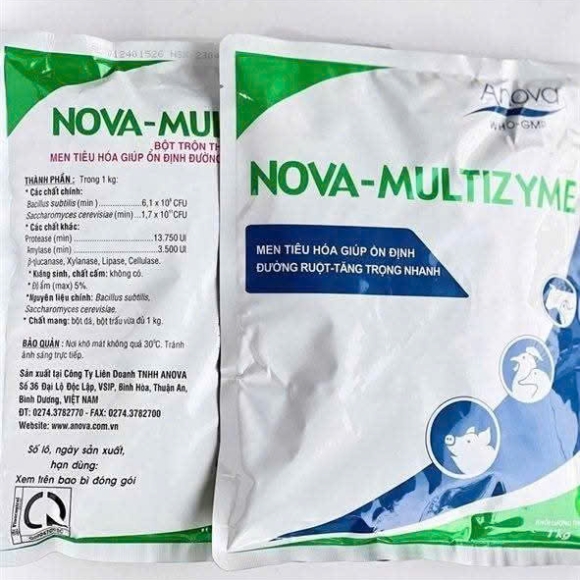 12401526
NOVA-MUL
BỘT TRỘN TH
MEN TIÊU HÓA GIÚP ỔN ĐỊNH ĐƯỜNG
THÀNH PHẦN : Trong 1 kg:
* Các chất chính:
Bacillus subtilis (min) ...............6,1 x 10⁹ CFU
Saccharomyces cerevisiae (min)....1,7 x 10¹¹ CFU
* Các chất khác:
Protease (min) .......................13.750 UI
Amylase (min) .........................3.500 UI
β-glucanase, Xylanase, Lipase, Cellulase.
* Kháng sinh, chất cấm: không có.
* Độ ẩm (max) 5%.
*Nguyên liệu chính: Bacillus subtilis,
Saccharomyces cerevisiae.
* Chất mang: bột đá, bột trấu vừa đủ 1 kg.
BẢO QUẢN : Nơi khô mát không quá 30°C. Tránh
ánh sáng trực tiếp.
Sản xuất tại Công Ty Liên Doanh TNHH ANOVA
Số 36 Đại Lộ Độc Lập, VSIP, Bình Hòa, Thuận An,
Bình Dương, VIỆT NAM
ĐT: 0274.3782770 - FAX: 0274.3782700
Website: www.anova.com.vn
Số lô, ngày sản xuất,
hạn dùng:
Xem trên bao bì đóng gói
Anova
WHO-GMP
NOVA-MULTIZYME
MEN TIÊU HÓA GIÚP ỔN ĐỊNH
ĐƯỜNG RUỘT-TĂNG TRỌNG NHANH
1 kg